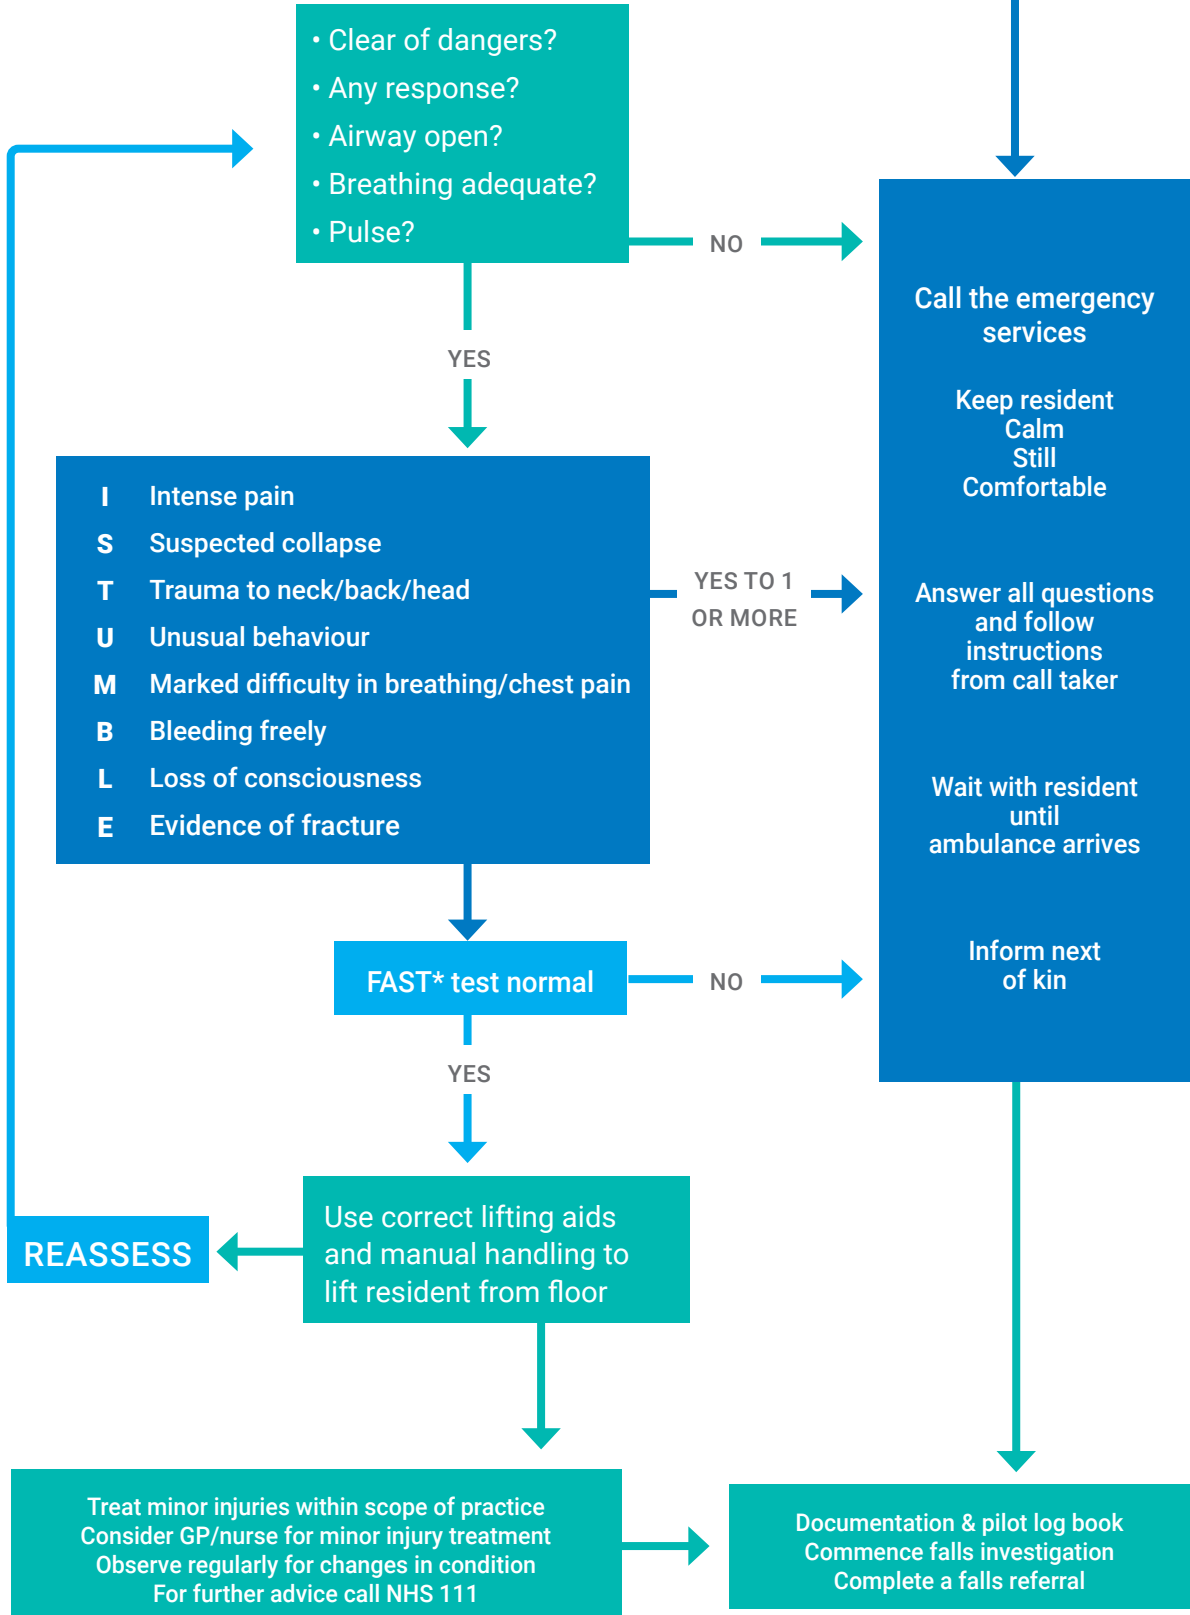 • Clear of dangers?
• Any response?
• Airway open?
• Breathing adequate?
• Pulse?
NO
YES
Call the emergency
services
Keep resident
Calm
Still
Comfortable
Answer all questions
and follow
instructions
from call taker
Wait with resident
until
ambulance arrives
Inform next
of kin
I Intense pain
S Suspected collapse
T Trauma to neck/back/head
U Unusual behaviour
M Marked difficulty in breathing/chest pain
B Bleeding freely
L Loss of consciousness
E Evidence of fracture
YES TO 1
OR MORE
FAST* test normal
NO
YES
Use correct lifting aids
and manual handling to
lift resident from floor
REASSESS
Treat minor injuries within scope of practice
Consider GP/nurse for minor injury treatment
Observe regularly for changes in condition
For further advice call NHS 111
Documentation & pilot log book
Commence falls investigation
Complete a falls referral